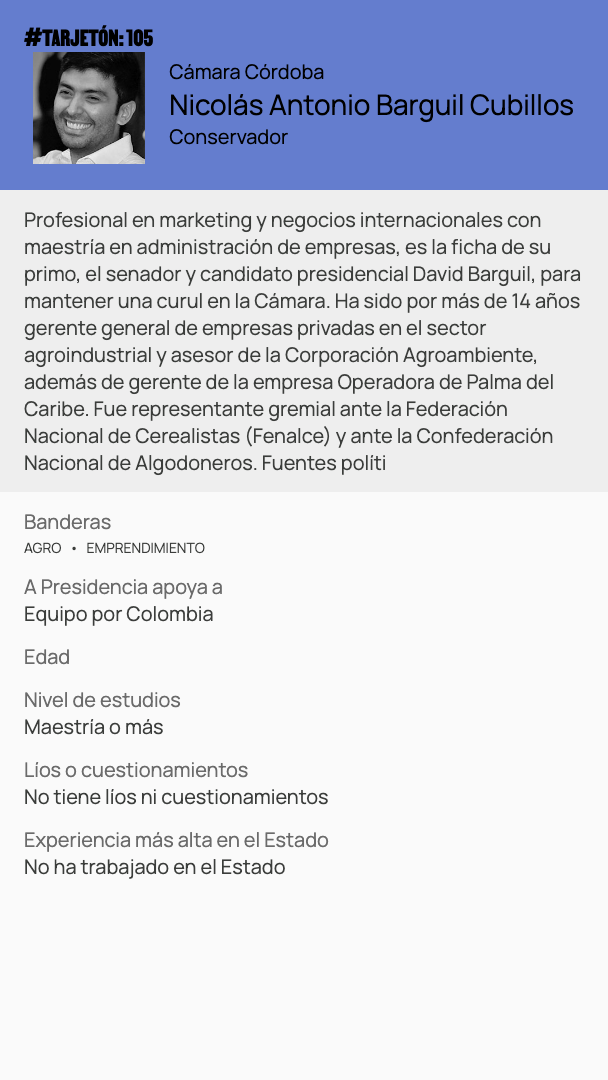 #TARJETÓN: 105
Cámara Córdoba
Nicolás Antonio Barguil Cubillos
Conservador
Profesional en marketing y negocios internacionales con
maestría en administración de empresas, es la ficha de su
primo, el senador y candidato presidencial David Barguil, para
mantener una curul en la Cámara. Ha sido por más de 14 años
gerente general de empresas privadas en el sector
agroindustrial y asesor de la Corporación Agroambiente,
además de gerente de la empresa Operadora de Palma del
Caribe. Fue representante gremial ante la Federación
Nacional de Cerealistas (Fenalce) y ante la Confederación
Nacional de Algodoneros. Fuentes políti
Banderas
AGRO • EMPRENDIMIENTO
A Presidencia apoya a
Equipo por Colombia
Edad
Nivel de estudios
Maestría o más
Líos o cuestionamientos
No tiene líos ni cuestionamientos
Experiencia más alta en el Estado
No ha trabajado en el Estado